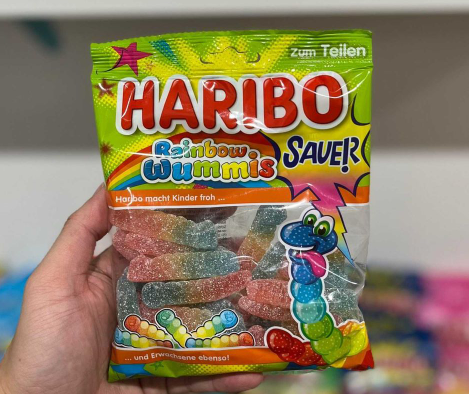 Zum Teilen
HARIBO
Rainbow
Wummis
SAUER
Haribo macht Kinder froh ...
... und Erwachsene ebenso!